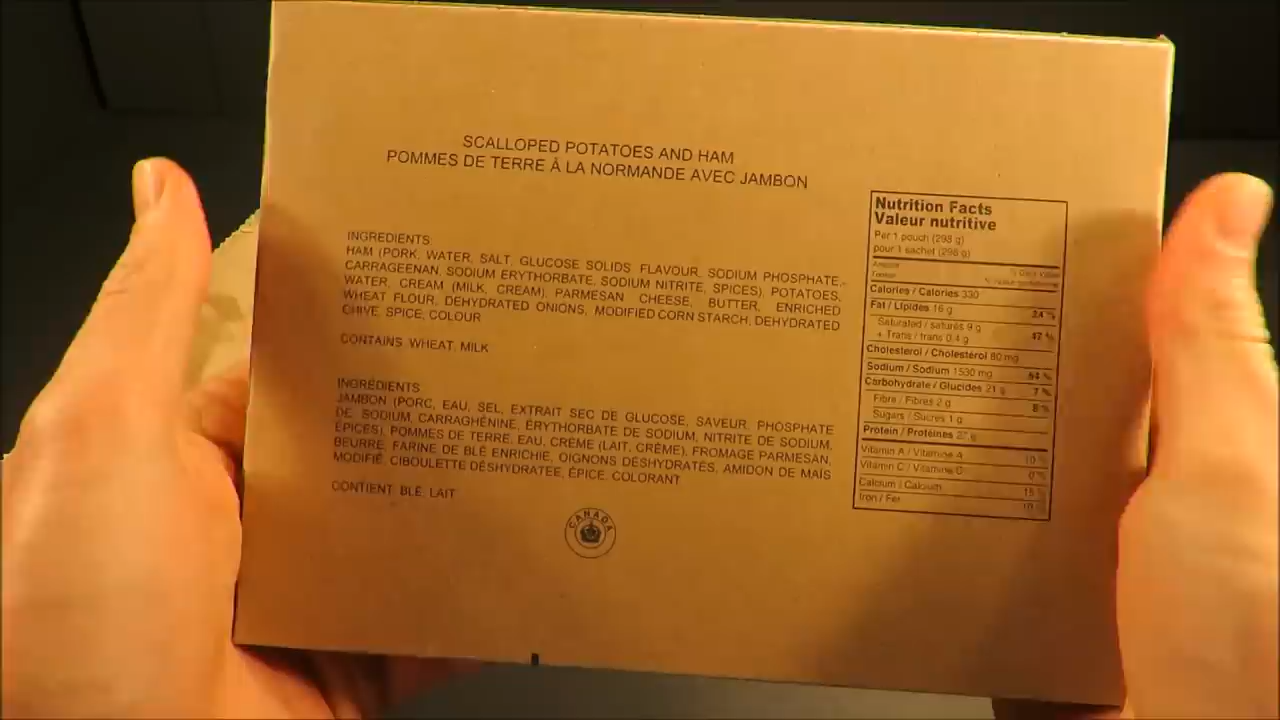 SCALLOPED POTATOES AND HAM
POMMES DE TERRE À LA NORMANDE AVEC JAMBON
INGREDIENTS
HAM (PORK, WATER, SALT, GLUCOSE SOLIDS FLAVOUR, SODIUM PHOSPHATE,
CARRAGEENAN, SODIUM ERYTHORBATE, SODIUM NITRITE, SPICES), POTATOES,
WATER, CREAM (MILK, CREAM), PARMESAN CHEESE, BUTTER, ENRICHED
WHEAT FLOUR, DEHYDRATED ONIONS, MODIFIED CORN STARCH, DEHYDRATED
CHIVE, SPICE, COLOUR
CONTAINS: WHEAT, MILK
INGRÉDIENTS
JAMBON (PORC, EAU, SEL, EXTRAIT SEC DE GLUCOSE, SAVEUR, PHOSPHATE
DE SODIUM, CARRAGHÉNINE, ÉRYTHORBATE DE SODIUM, NITRITE DE SODIUM,
ÉPICES), POMMES DE TERRE, EAU, CRÈME (LAIT, CRÈME), FROMAGE PARMESAN,
BEURRE, FARINE DE BLÉ ENRICHIE, OIGNONS DÉSHYDRATÉS, AMIDON DE MAÏS
MODIFIÉ, CIBOULETTE DÉSHYDRATÉE, ÉPICE, COLORANT
CONTIENT: BLÉ, LAIT
CANADA
Nutrition Facts
Valeur nutritive
Per 1 pouch (298 g)
pour 1 sachet (298 g)
Amount % Daily Value
Teneur % valeur quotidienne
Calories / Calories 330
Fat / Lipides 16 g 24 %
Saturated / saturés 9 g
+ Trans / trans 0.4 g 47 %
Cholesterol / Cholestérol 80 mg
Sodium / Sodium 1530 mg 64 %
Carbohydrate / Glucides 21 g 7 %
Fibre / Fibres 2 g 8 %
Sugars / Sucres 1 g
Protein / Protéines 27 g
Vitamin A / Vitamine A 10 %
Vitamin C / Vitamine C 0 %
Calcium / Calcium 15 %
Iron / Fer 10 %